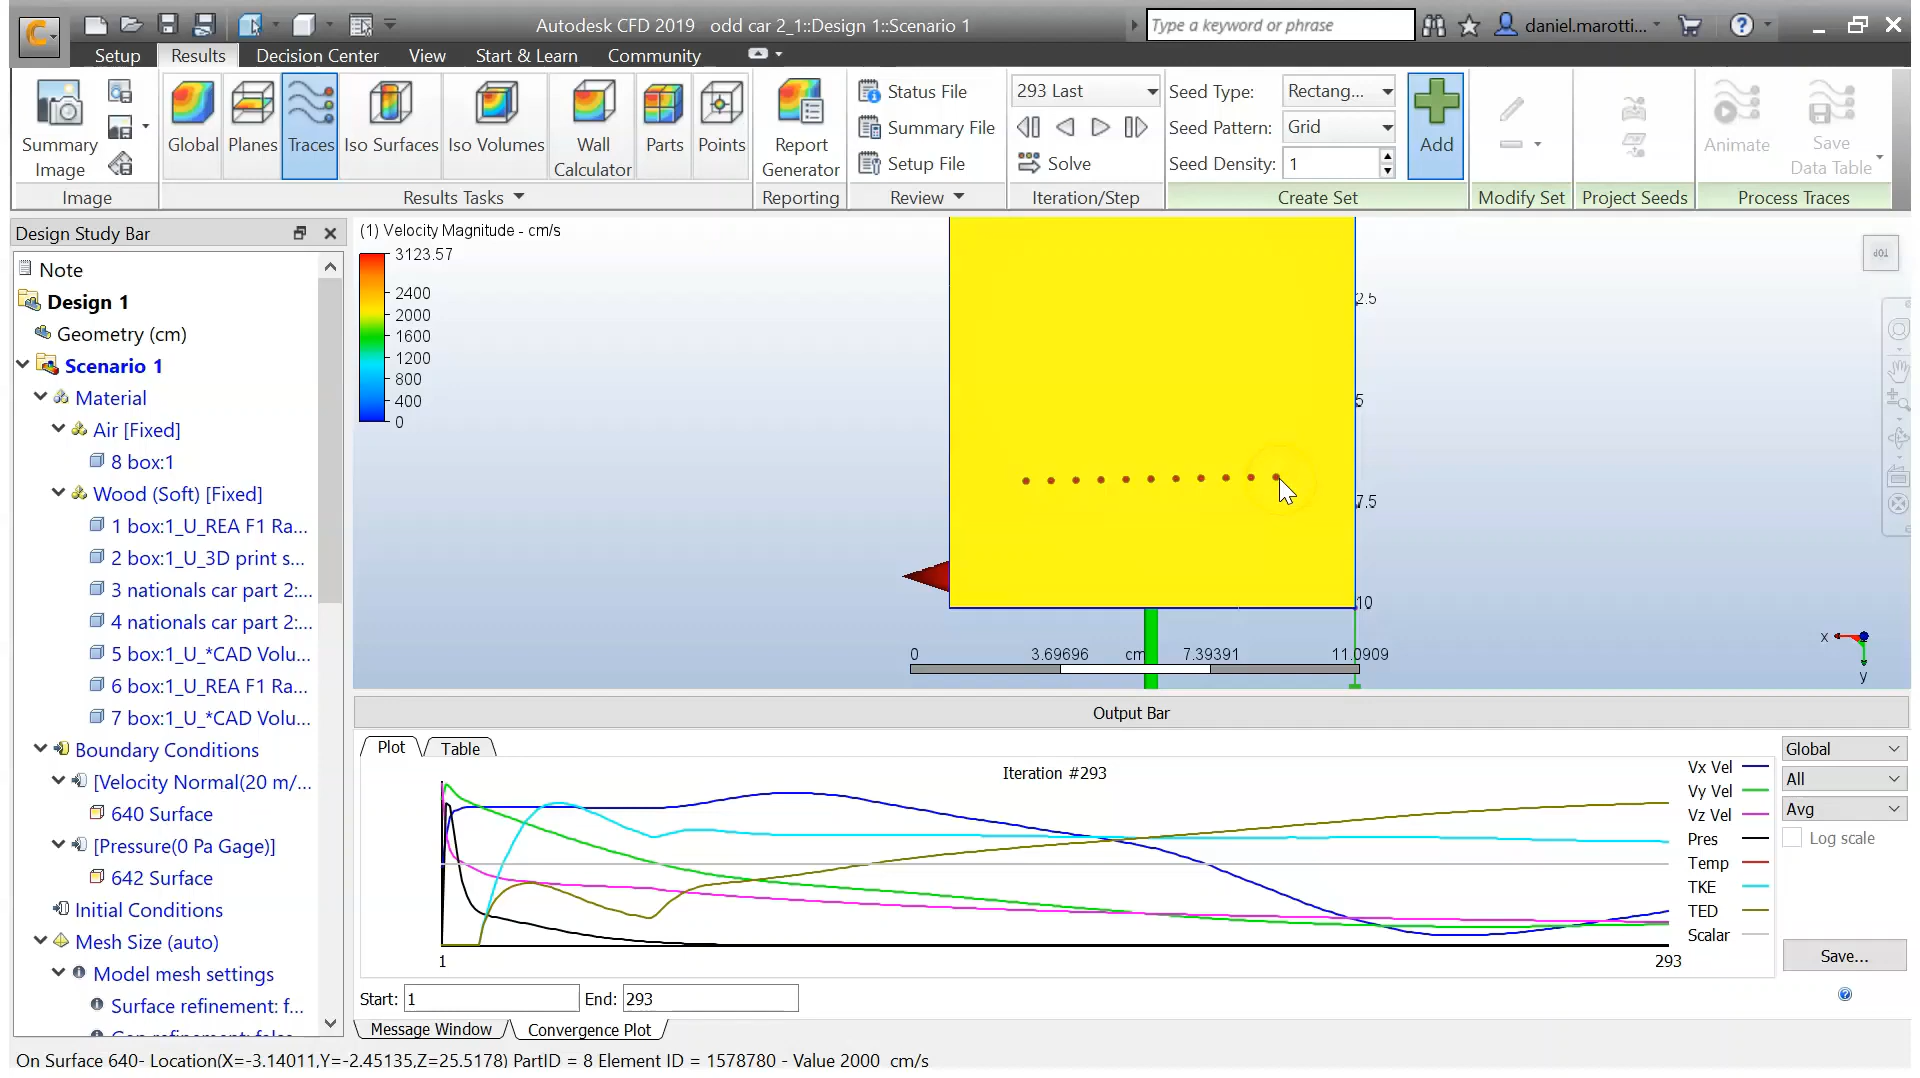 Autodesk CFD 2019 odd car 2_1::Design 1::Scenario 1
Type a keyword or phrase
daniel.marotti...
Setup Results Decision Center View Start & Learn Community
Summary Image
Global
Planes
Traces
Iso Surfaces
Iso Volumes
Wall Calculator
Parts
Points
Report Generator
Status File
Summary File
Setup File
293 Last
Solve
Seed Type: Rectang...
Seed Pattern: Grid
Seed Density: 1
Add
Animate
Save Data Table
Image
Results Tasks
Reporting
Review
Iteration/Step
Create Set
Modify Set
Project Seeds
Process Traces
Design Study Bar
Note
Design 1
Geometry (cm)
Scenario 1
Material
Air [Fixed]
8 box:1
Wood (Soft) [Fixed]
1 box:1_U_REA F1 Ra...
2 box:1_U_3D print s...
3 nationals car part 2:...
4 nationals car part 2:...
5 box:1_U_*CAD Volu...
6 box:1_U_REA F1 Ra...
7 box:1_U_*CAD Volu...
Boundary Conditions
[Velocity Normal(20 m/...
640 Surface
[Pressure(0 Pa Gage)]
642 Surface
Initial Conditions
Mesh Size (auto)
Model mesh settings
Surface refinement: f...
(1) Velocity Magnitude - cm/s
3123.57
2400
2000
1600
1200
800
400
0
TOP
2.5
5
7.5
10
0 3.69696 cm 7.39391 11.0909
x
y
Output Bar
Plot Table
Iteration #293
Vx Vel
Vy Vel
Vz Vel
Pres
Temp
TKE
TED
Scalar
1
293
Global
All
Avg
Log scale
Save...
Start: 1 End: 293
Message Window Convergence Plot
On Surface 640- Location(X=-3.14011,Y=-2.45135,Z=25.5178) PartID = 8 Element ID = 1578780 - Value 2000 cm/s